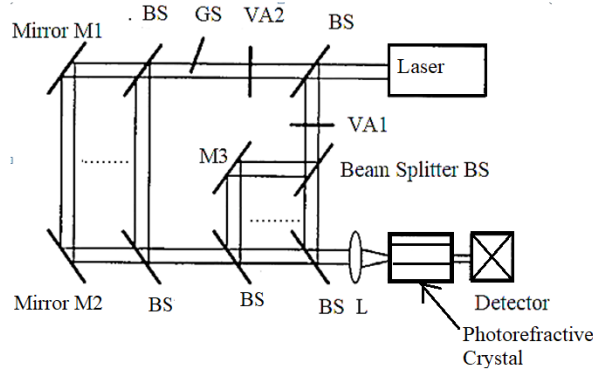 Mirror M1
. BS
GS
VA2
BS
Laser
VA1
M3
Beam Splitter BS
Mirror M2
BS
BS
BS
L
Detector
Photorefractive
Crystal